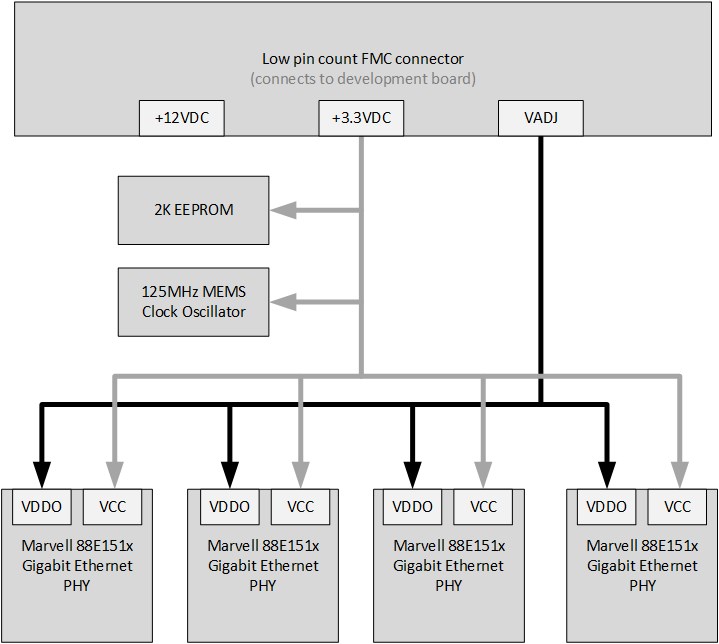 Low pin count FMC connector
(connects to development board)
+12VDC
+3.3VDC
VADJ
2K EEPROM
125MHz MEMS
Clock Oscillator
VDDO
VCC
Marvell 88E151x
Gigabit Ethernet
PHY
VDDO
VCC
Marvell 88E151x
Gigabit Ethernet
PHY
VDDO
VCC
Marvell 88E151x
Gigabit Ethernet
PHY
VDDO
VCC
Marvell 88E151x
Gigabit Ethernet
PHY